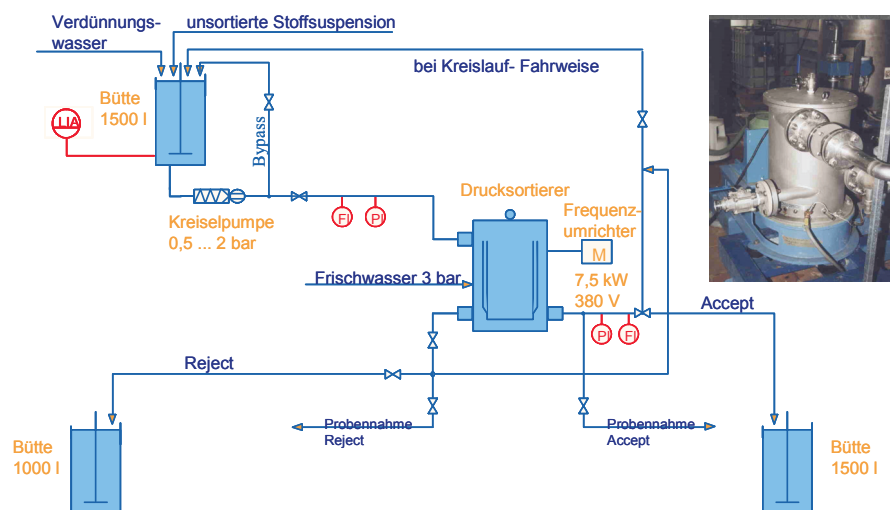 Verdünnungs-
wasser
unsortierte Stoffsuspension
bei Kreislauf- Fahrweise
Bütte
1500 l
LIA
Bypass
Kreiselpumpe
0,5 ... 2 bar
FI
PI
Drucksortierer
Frequenz-
umrichter
M
7,5 kW
380 V
Frischwasser 3 bar
PI
FI
Accept
Reject
Probennahme
Reject
Probennahme
Accept
Bütte
1000 l
Bütte
1500 l